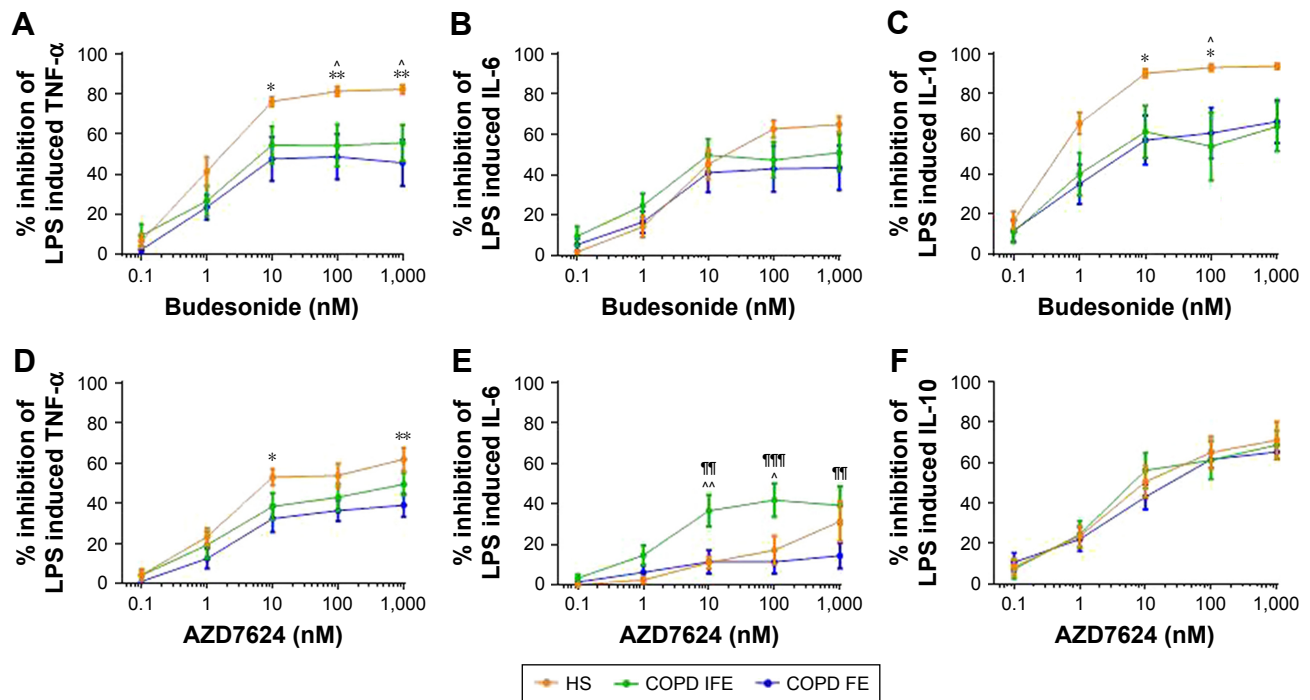 A
% inhibition of
LPS induced TNF-α
100
80
60
40
20
0
*
^
**
^
**
0.1 1 10 100 1,000
Budesonide (nM)
B
% inhibition of
LPS induced IL-6
100
80
60
40
20
0
0.1 1 10 100 1,000
Budesonide (nM)
C
% inhibition of
LPS induced IL-10
100
80
60
40
20
0
*
^
*
0.1 1 10 100 1,000
Budesonide (nM)
D
% inhibition of
LPS induced TNF-α
100
80
60
40
20
0
*
**
0.1 1 10 100 1,000
AZD7624 (nM)
E
% inhibition of
LPS induced IL-6
100
80
60
40
20
0
¶¶
^^
¶¶¶
^
¶¶
0.1 1 10 100 1,000
AZD7624 (nM)
F
% inhibition of
LPS induced IL-10
100
80
60
40
20
0
0.1 1 10 100 1,000
AZD7624 (nM)
HS COPD IFE COPD FE